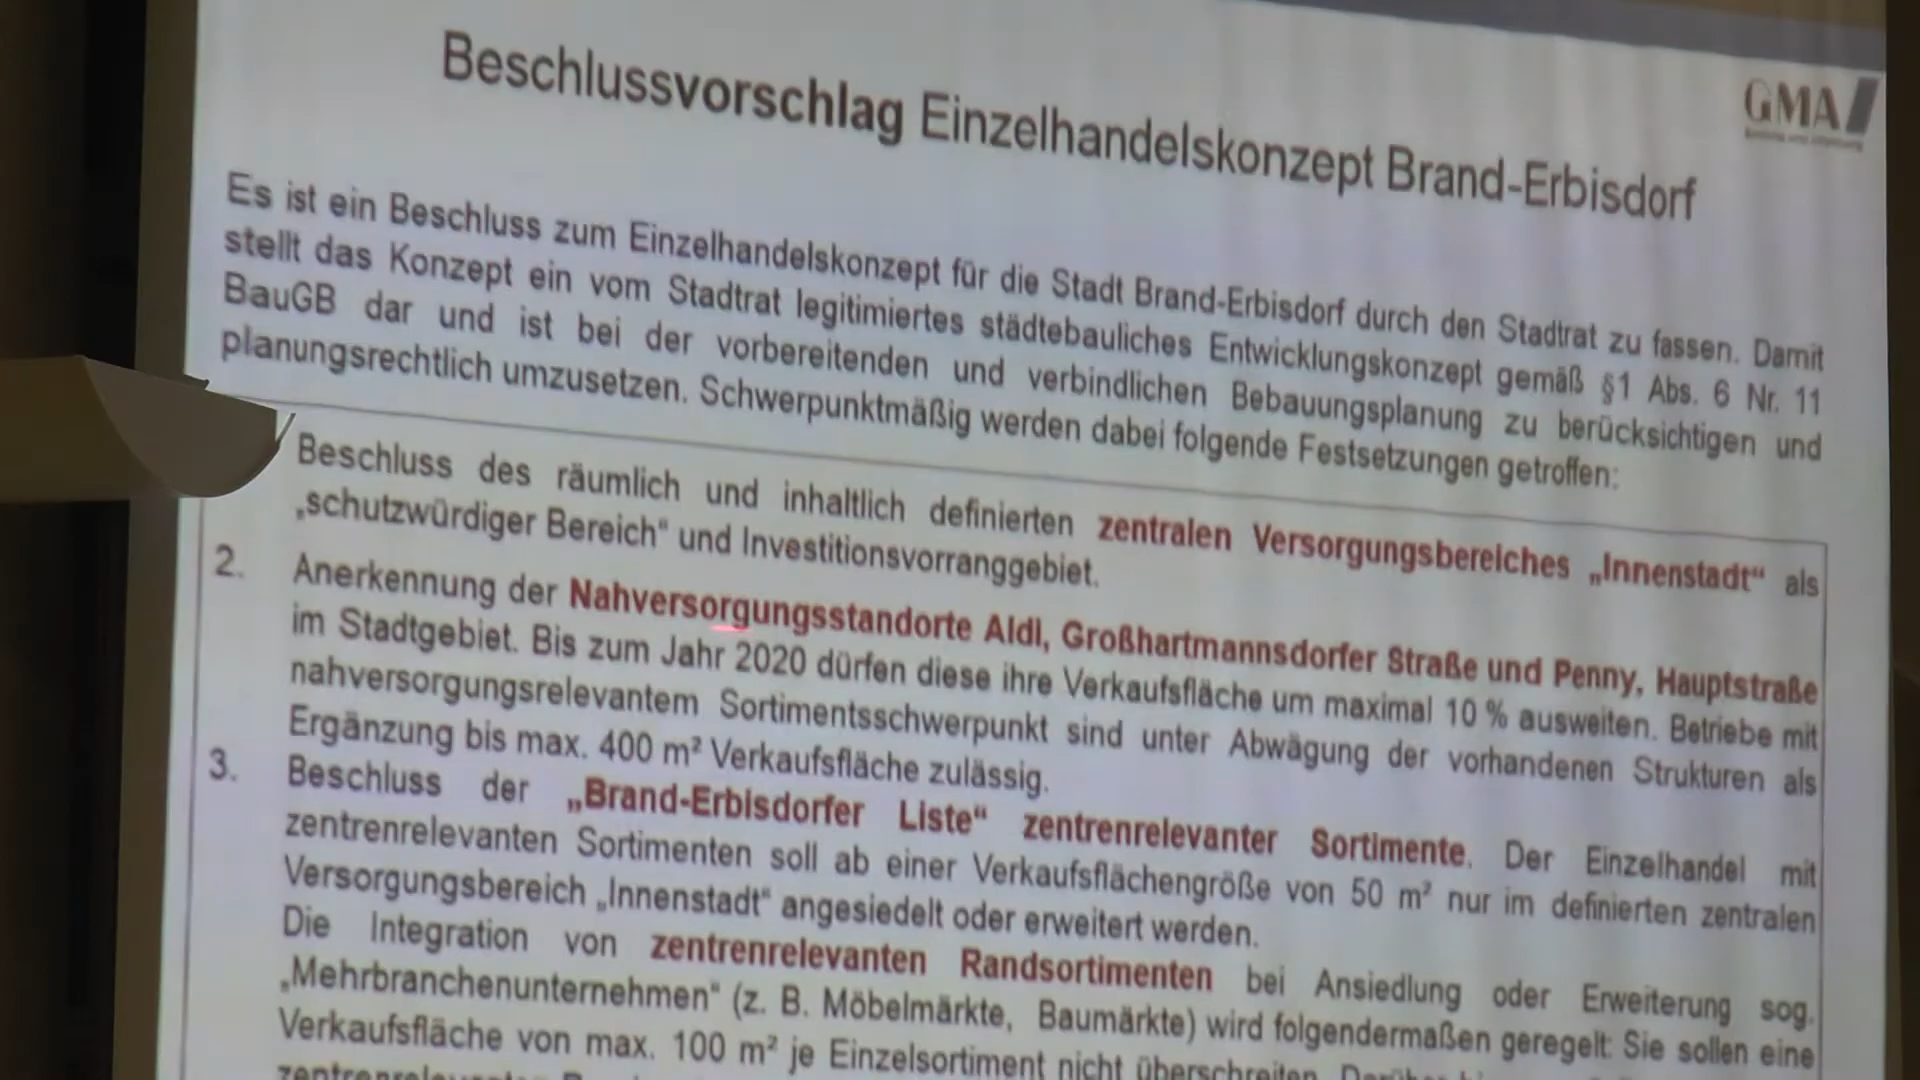 Beschlussvorschlag Einzelhandelskonzept Brand-Erbisdorf
GMA
Es ist ein Beschluss zum Einzelhandelskonzept für die Stadt Brand-Erbisdorf durch den Stadtrat zu fassen. Damit
stellt das Konzept ein vom Stadtrat legitimiertes städtebauliches Entwicklungskonzept gemäß §1 Abs. 6 Nr. 11
BauGB dar und ist bei der vorbereitenden und verbindlichen Bebauungsplanung zu berücksichtigen und
planungsrechtlich umzusetzen. Schwerpunktmäßig werden dabei folgende Festsetzungen getroffen:
Beschluss des räumlich und inhaltlich definierten zentralen Versorgungsbereiches „Innenstadt“ als
„schutzwürdiger Bereich“ und Investitionsvorranggebiet.
2. Anerkennung der Nahversorgungsstandorte Aldi, Großhartmannsdorfer Straße und Penny, Hauptstraße
im Stadtgebiet. Bis zum Jahr 2020 dürfen diese ihre Verkaufsfläche um maximal 10 % ausweiten. Betriebe mit
nahversorgungsrelevantem Sortimentsschwerpunkt sind unter Abwägung der vorhandenen Strukturen als
Ergänzung bis max. 400 m² Verkaufsfläche zulässig.
3. Beschluss der „Brand-Erbisdorfer Liste“ zentrenrelevanter Sortimente. Der Einzelhandel mit
zentrenrelevanten Sortimenten soll ab einer Verkaufsflächengröße von 50 m² nur im definierten zentralen
Versorgungsbereich „Innenstadt“ angesiedelt oder erweitert werden.
Die Integration von zentrenrelevanten Randsortimenten bei Ansiedlung oder Erweiterung sog.
„Mehrbranchenunternehmen“ (z. B. Möbelmärkte, Baumärkte) wird folgendermaßen geregelt: Sie sollen eine
Verkaufsfläche von max. 100 m² je Einzelsortiment nicht überschreiten.